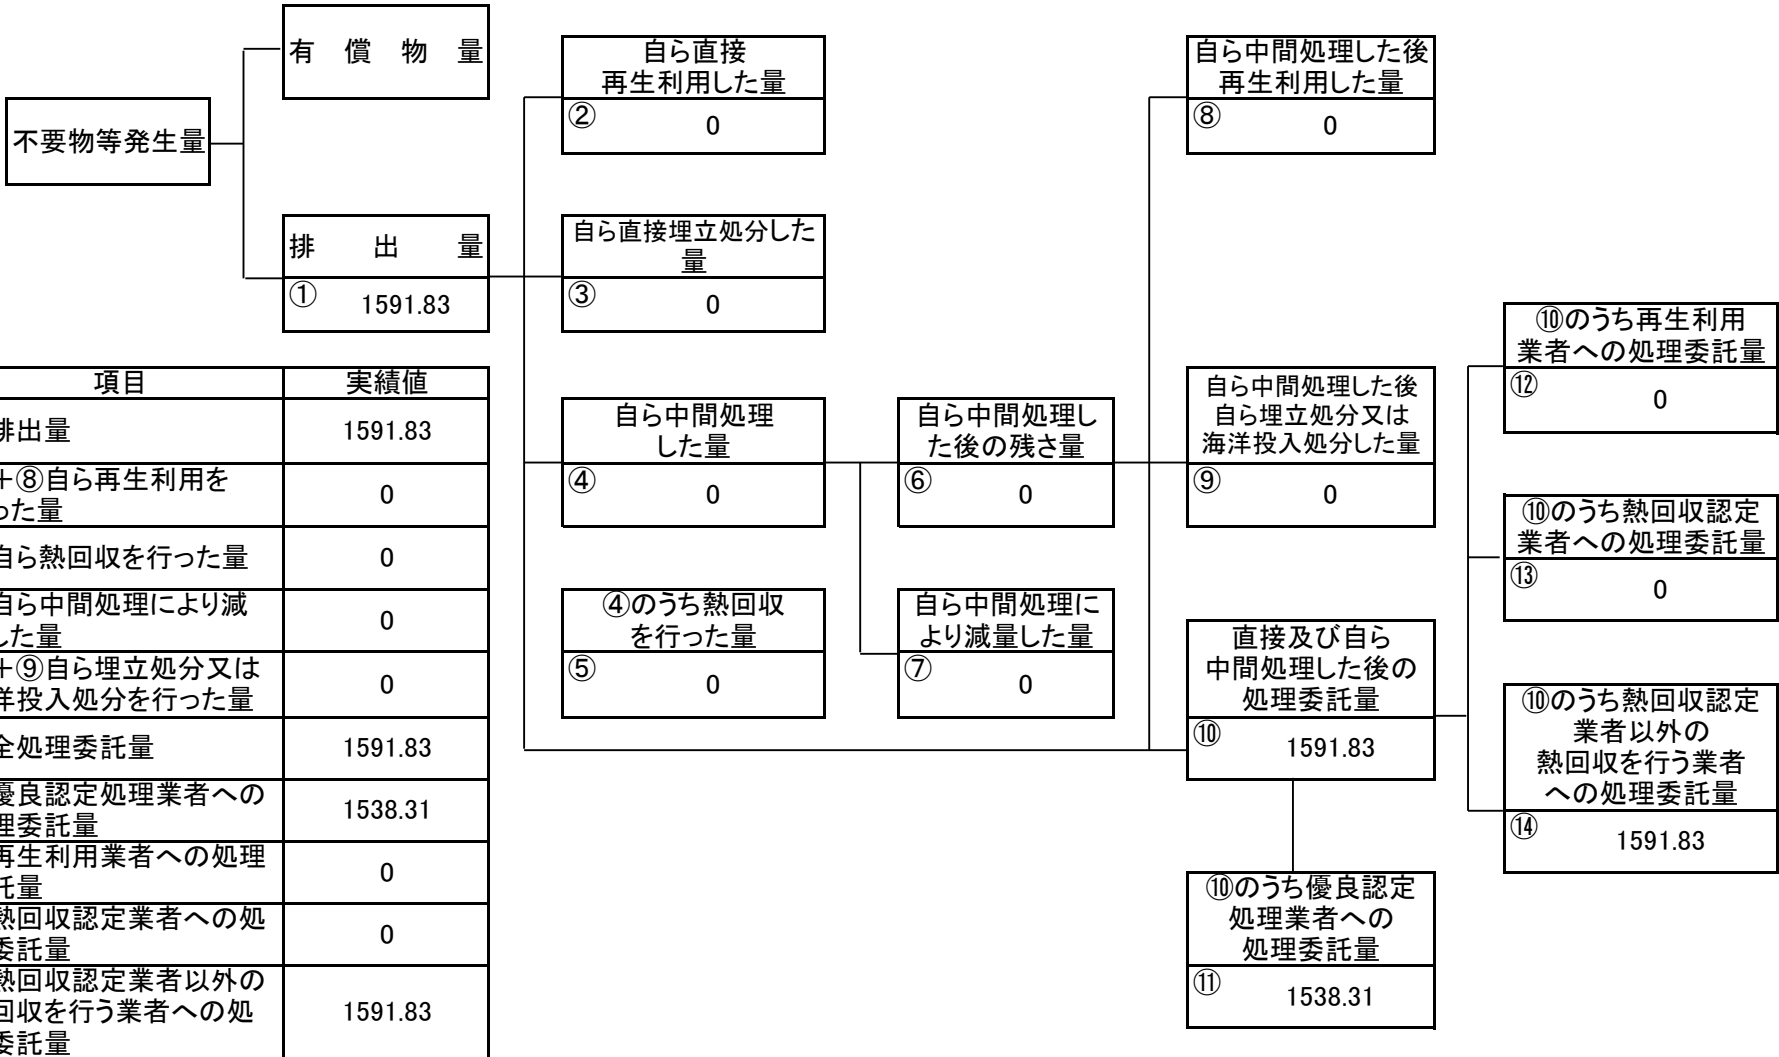 有償物量
不要物等発生量
排出量
① 1591.83
自ら直接
再生利用した量
② 0
自ら直接埋立処分した
量
③ 0
自ら中間処理
した量
④ 0
④のうち熱回収
を行った量
⑤ 0
自ら中間処理し
た後の残さ量
⑥ 0
自ら中間処理に
より減量した量
⑦ 0
自ら中間処理した後
再生利用した量
⑧ 0
自ら中間処理した後
自ら埋立処分又は
海洋投入処分した量
⑨ 0
直接及び自ら
中間処理した後の
処理委託量
⑩ 1591.83
⑩のうち優良認定
処理業者への
処理委託量
⑪ 1538.31
⑩のうち再生利用
業者への処理委託量
⑫ 0
⑩のうち熱回収認定
業者への処理委託量
⑬ 0
⑩のうち熱回収認定
業者以外の
熱回収を行う業者
への処理委託量
⑭ 1591.83
項目 実績値
排出量 1591.83
+⑧自ら再生利用を
った量 0
自ら熱回収を行った量 0
自ら中間処理により減
した量 0
+⑨自ら埋立処分又は
洋投入処分を行った量 0
全処理委託量 1591.83
優良認定処理業者への
理委託量 1538.31
再生利用業者への処理
託量 0
熱回収認定業者への処
委託量 0
熱回収認定業者以外の
回収を行う業者への処
委託量 1591.83